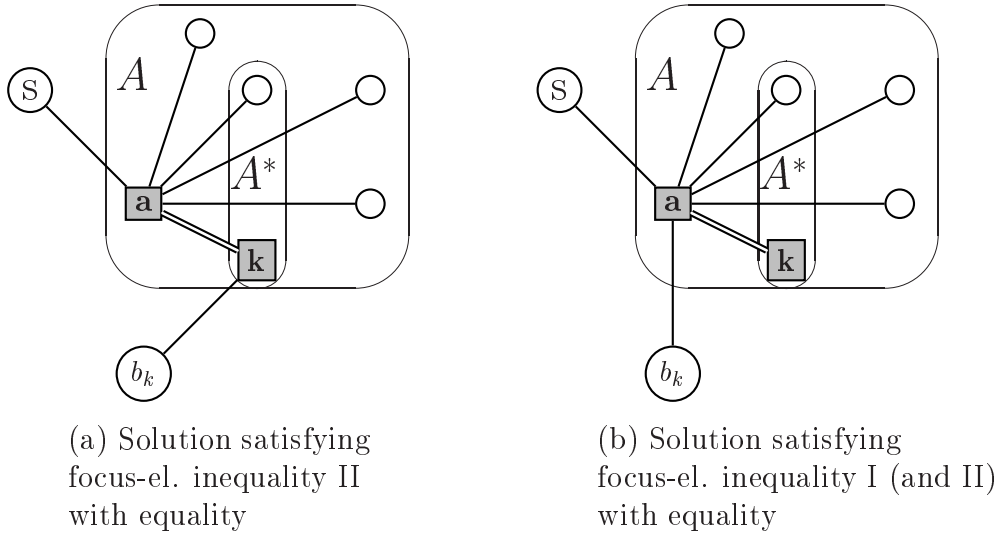 A
S
A*
a
k
b_k
(a) Solution satisfying
focus-el. inequality II
with equality
A
S
A*
a
k
b_k
(b) Solution satisfying
focus-el. inequality I (and II)
with equality